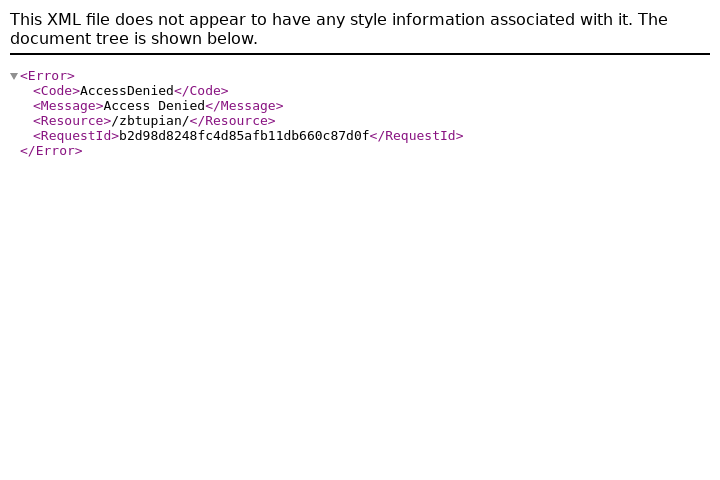 This XML file does not appear to have any style information associated with it. The
document tree is shown below.
<Error>
<Code>AccessDenied</Code>
<Message>Access Denied</Message>
<Resource>/zbtupian/</Resource>
<RequestId>b2d98d8248fc4d85afb11db660c87d0f</RequestId>
</Error>